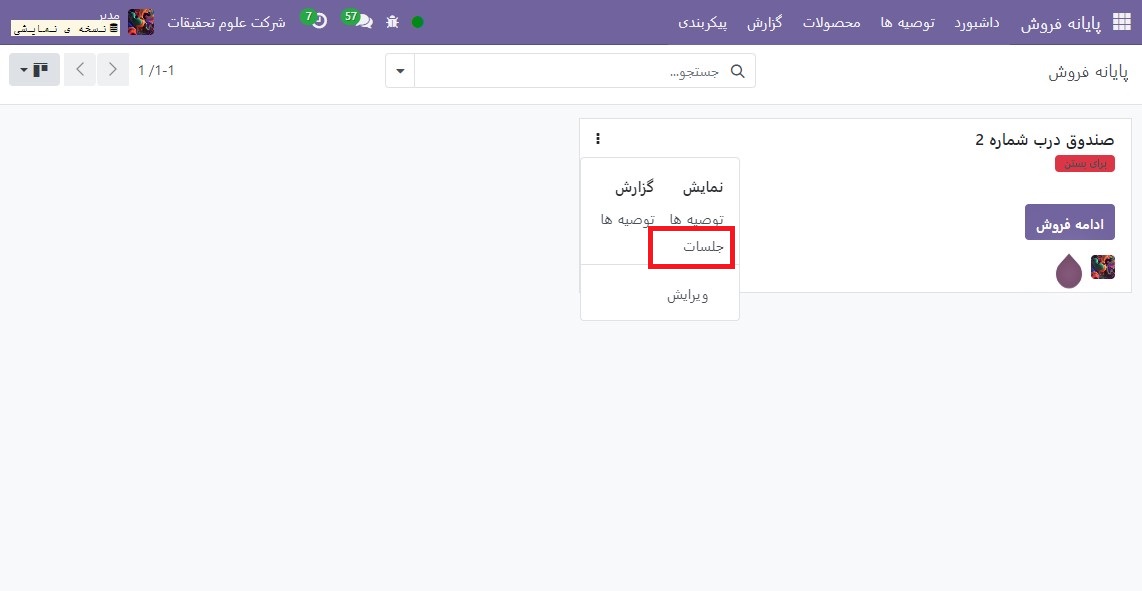 پایانه فروش داشبورد توصیه ها محصولات گزارش پیکربندی 57 7 شرکت علوم تحقیقات مدیر
نسخه ی نمایشی
پایانه فروش جستجو... 1-1/ 1
صندوق درب شماره 2
برای بستن
نمایش گزارش
توصیه ها توصیه ها
جلسات
ادامه فروش
ویرایش